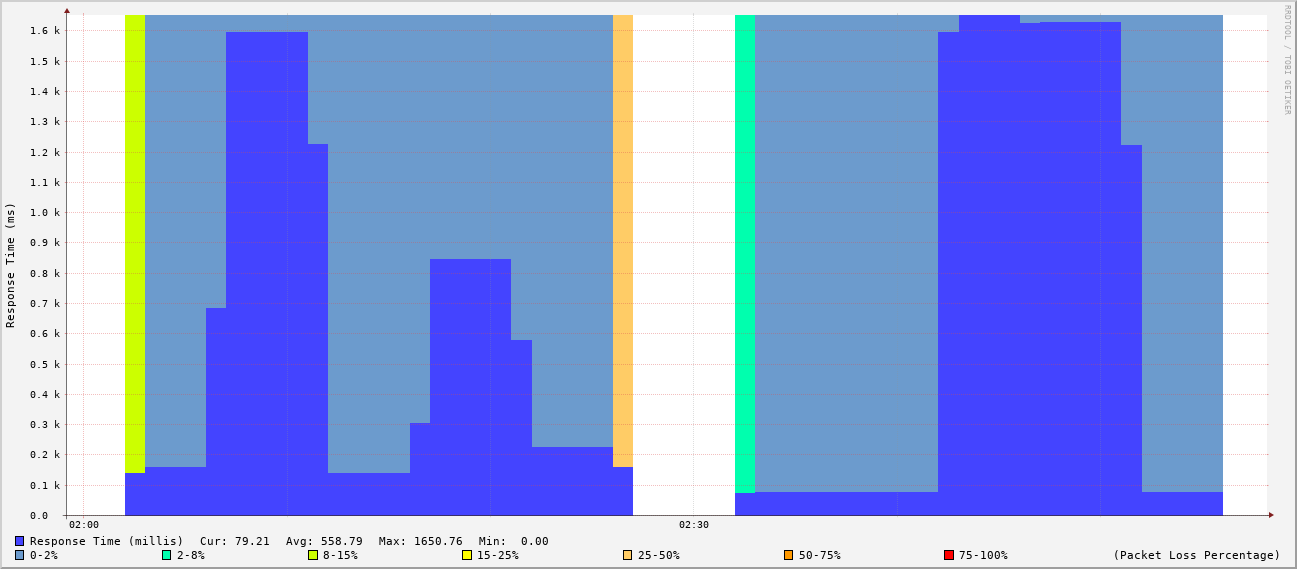 RRDTOOL / TOBI OETIKER
Response Time (ms)
1.6 k
1.5 k
1.4 k
1.3 k
1.2 k
1.1 k
1.0 k
0.9 k
0.8 k
0.7 k
0.6 k
0.5 k
0.4 k
0.3 k
0.2 k
0.1 k
0.0
02:00 02:30
Response Time (millis) Cur: 79.21 Avg: 558.79 Max: 1650.76 Min: 0.00
0-2% 2-8% 8-15% 15-25% 25-50% 50-75% 75-100% (Packet Loss Percentage)